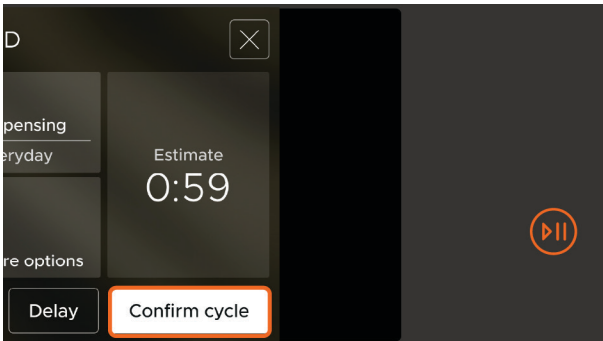 D
pensing
eryday
Estimate
0:59
re options
Delay
Confirm cycle